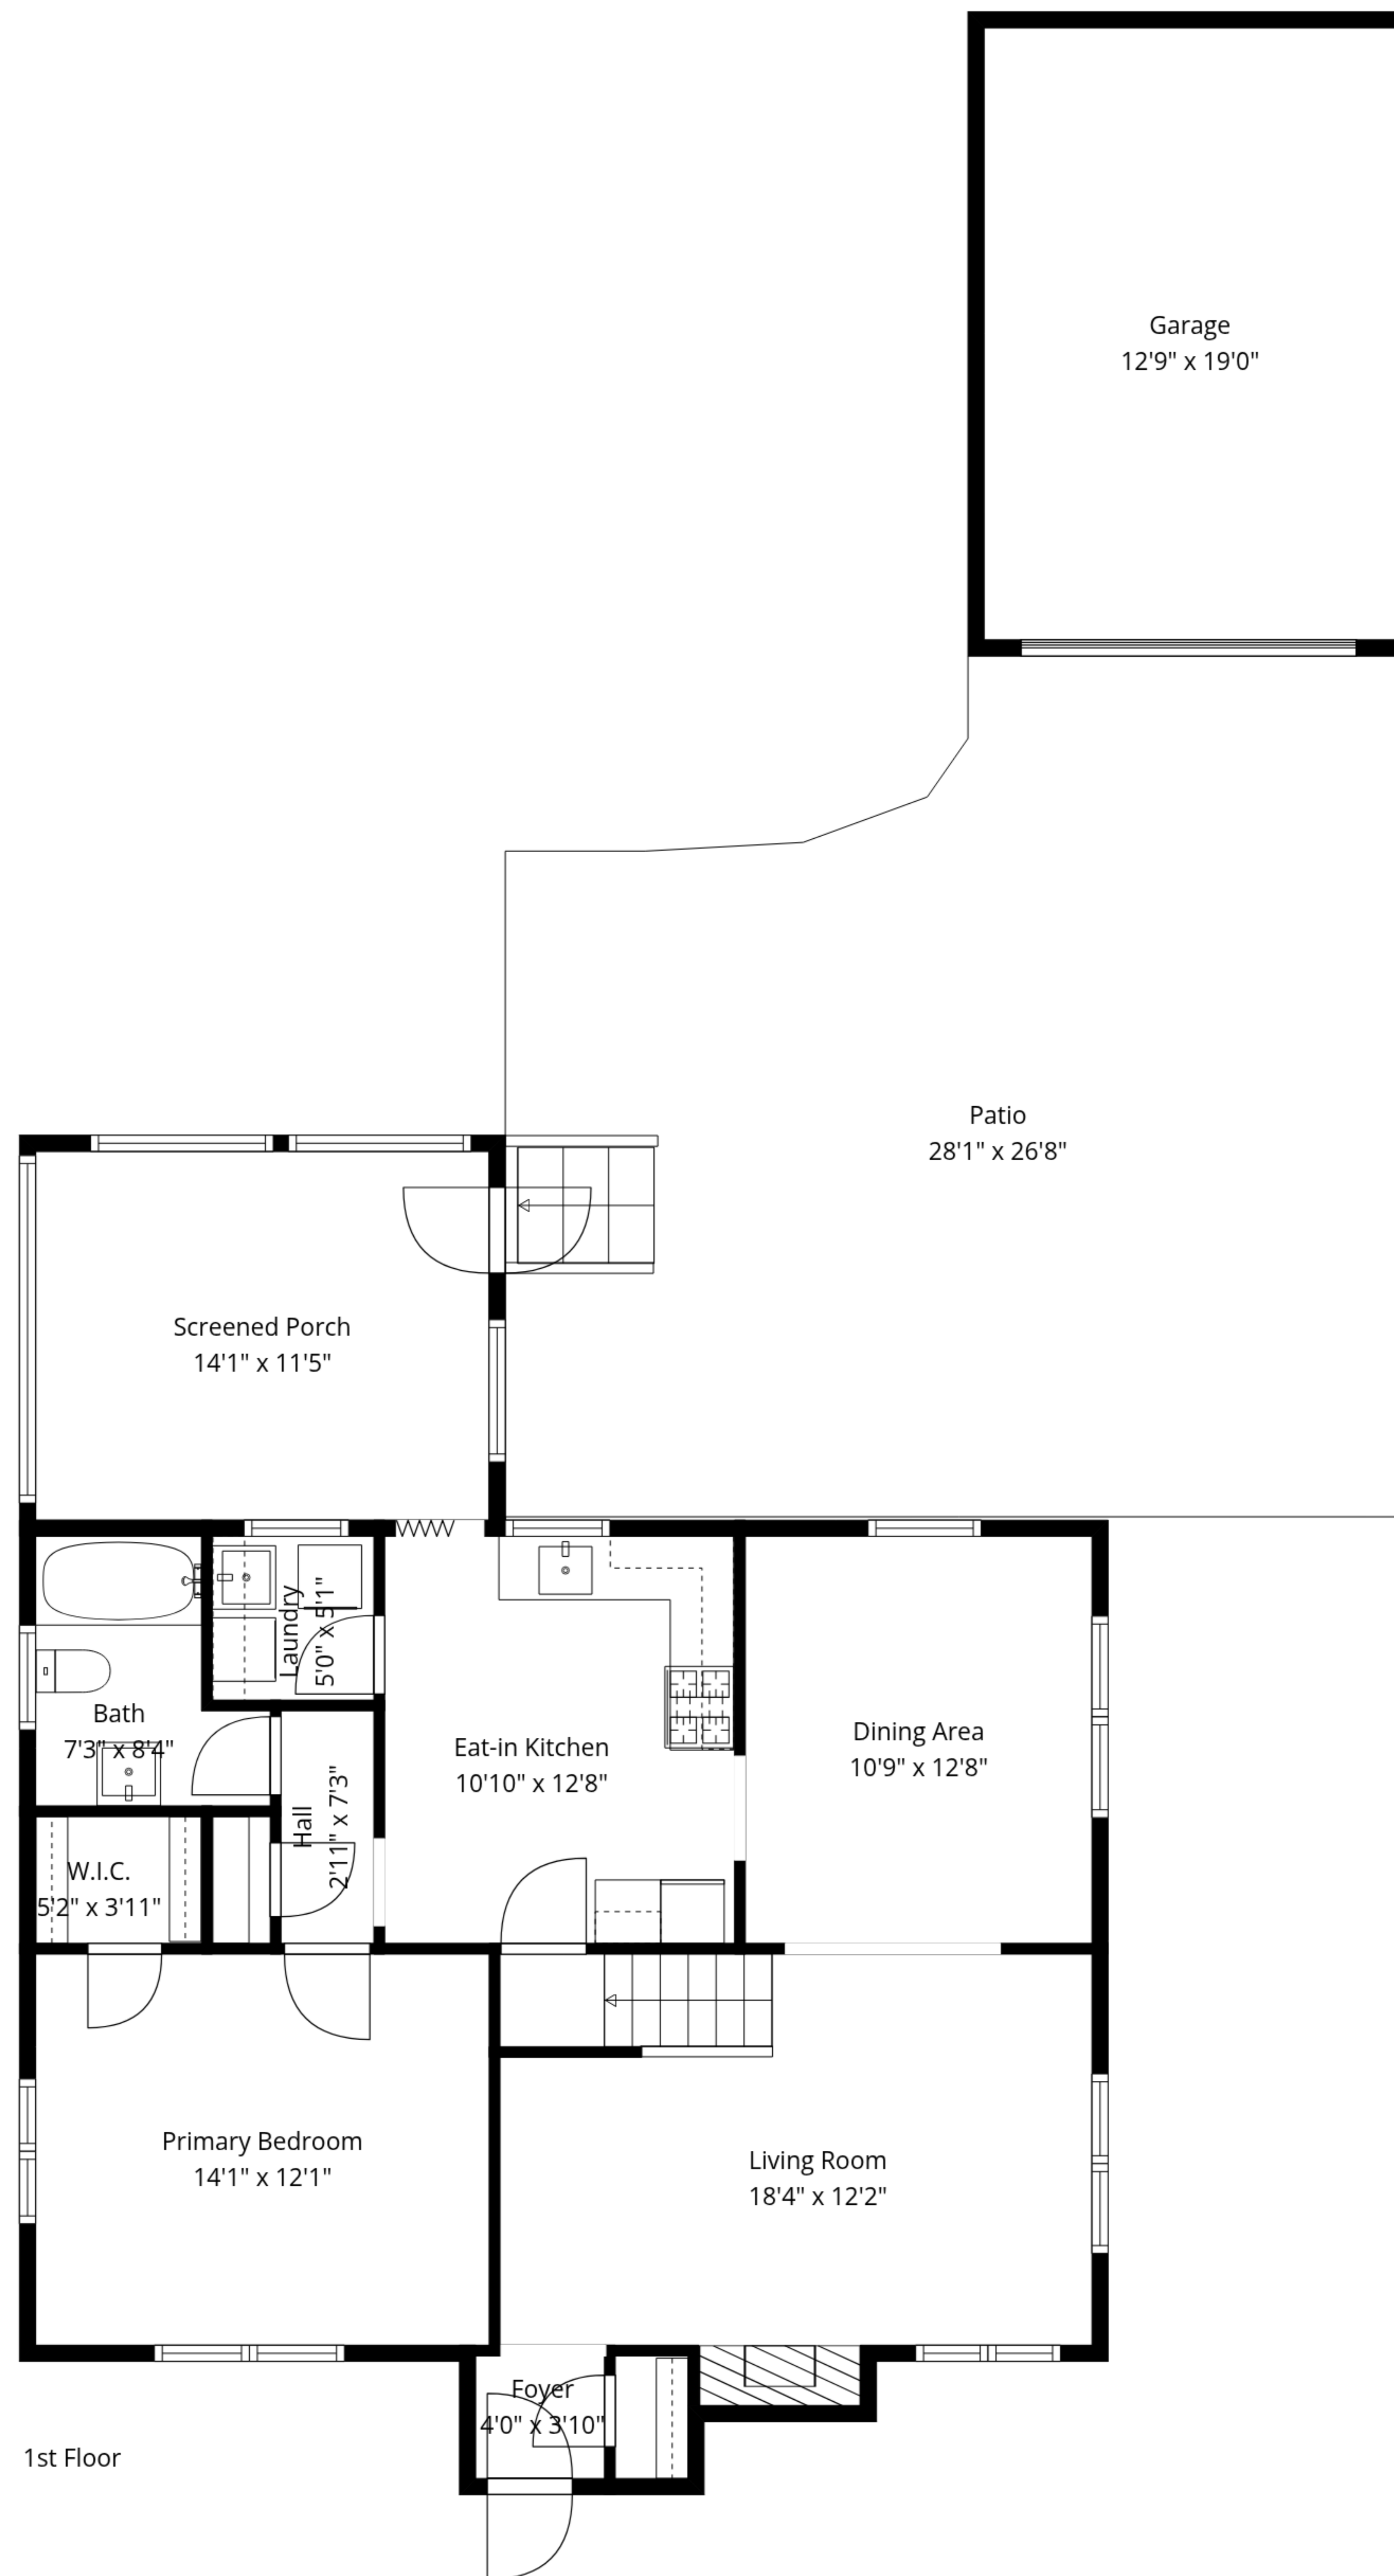 Garage
12'9" x 19'0"
Patio
28'1" x 26'8"
Screened Porch
14'1" x 11'5"
Laundry
5'0" x 5'1"
Bath
7'3" x 8'4"
Eat-in Kitchen
10'10" x 12'8"
Dining Area
10'9" x 12'8"
Hall
2'11" x 7'3"
W.I.C.
5'2" x 3'11"
Primary Bedroom
14'1" x 12'1"
Living Room
18'4" x 12'2"
Foyer
4'0" x 3'10"
1st Floor